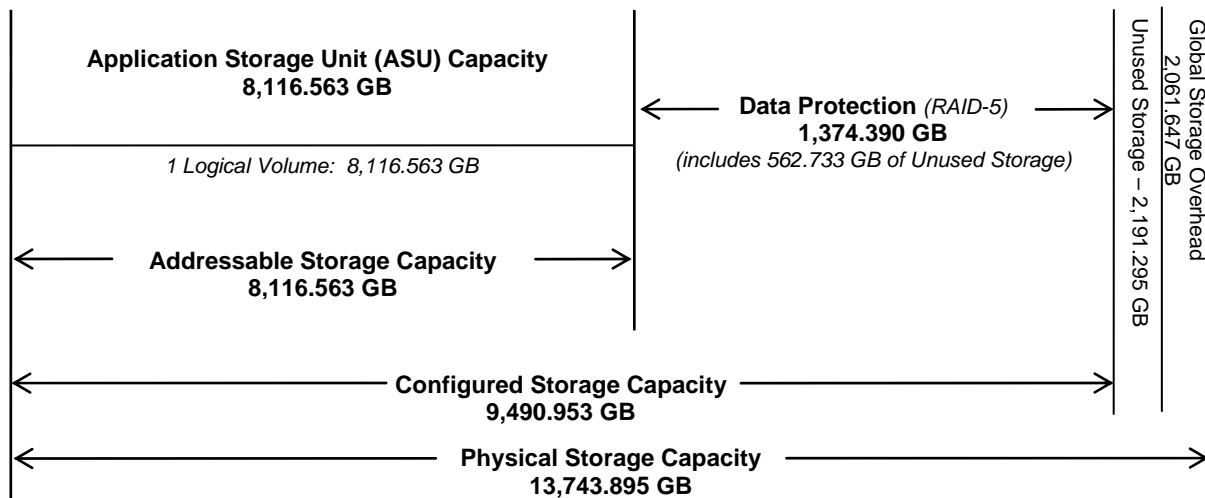 Application Storage Unit (ASU) Capacity
8,116.563 GB
1 Logical Volume: 8,116.563 GB
Addressable Storage Capacity
8,116.563 GB
Data Protection (RAID-5)
1,374.390 GB
(includes 562.733 GB of Unused Storage)
Unused Storage – 2,191.295 GB
Global Storage Overhead
2,061.647 GB
Configured Storage Capacity
9,490.953 GB
Physical Storage Capacity
13,743.895 GB